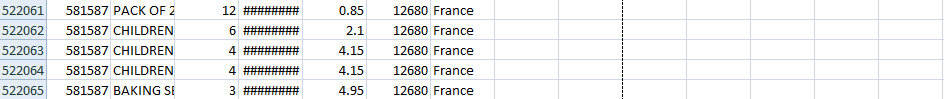 522061 581587 PACK OF 2 12 ######## 0.85 12680 France
522062 581587 CHILDREN 6 ######## 2.1 12680 France
522063 581587 CHILDREN 4 ######## 4.15 12680 France
522064 581587 CHILDREN 4 ######## 4.15 12680 France
522065 581587 BAKING SE 3 ######## 4.95 12680 France